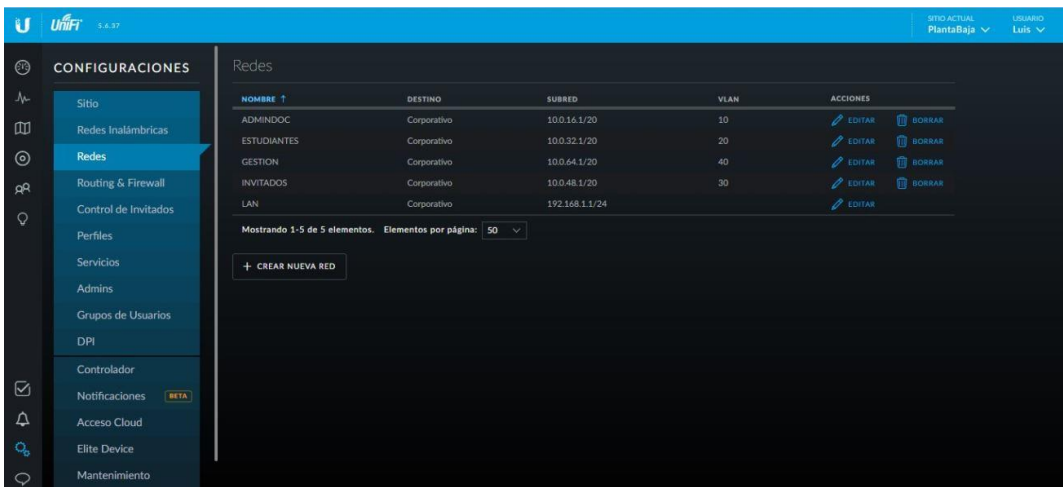 UniFi 5.6.37
SITIO ACTUAL
PlantaBaja
USUARIO
Luis
CONFIGURACIONES
Sitio
Redes Inalámbricas
Redes
Routing & Firewall
Control de Invitados
Perfiles
Servicios
Admins
Grupos de Usuarios
DPI
Controlador
Notificaciones BETA
Acceso Cloud
Elite Device
Mantenimiento
Redes
NOMBRE ↑ DESTINO SUBRED VLAN ACCIONES
ADMINDOC Corporativo 10.0.16.1/20 10 EDITAR BORRAR
ESTUDIANTES Corporativo 10.0.32.1/20 20 EDITAR BORRAR
GESTION Corporativo 10.0.64.1/20 40 EDITAR BORRAR
INVITADOS Corporativo 10.0.48.1/20 30 EDITAR BORRAR
LAN Corporativo 192.168.1.1/24 EDITAR
Mostrando 1-5 de 5 elementos. Elementos por página: 50
+ CREAR NUEVA RED